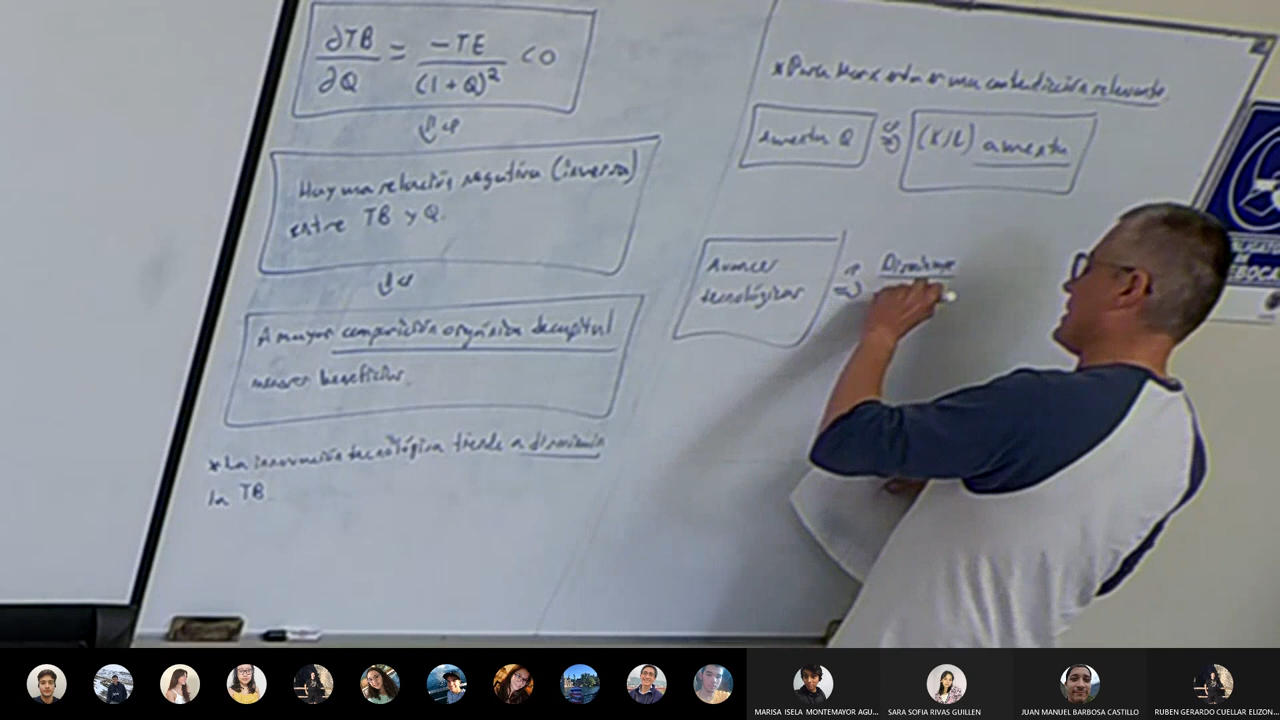 ∂TB/∂Q = -TE/(1+Q)² <0
Hay una relación negativa (inversa)
entre TB y Q.
A mayor composición orgánica de capital
menores beneficios.
* La innovación tecnológica tiende a disminuir
la TB
* Para Marx esta es una contradicción relevante.
Aumenta Q ⇒ (K/L) aumenta
Avances
tecnológicos ⇒ Disminuye
MARISA ISELA MONTEMAYOR AGU...
SARA SOFIA RIVAS GUILLEN
JUAN MANUEL BARBOSA CASTILLO
RUBEN GERARDO CUELLAR ELIZON...